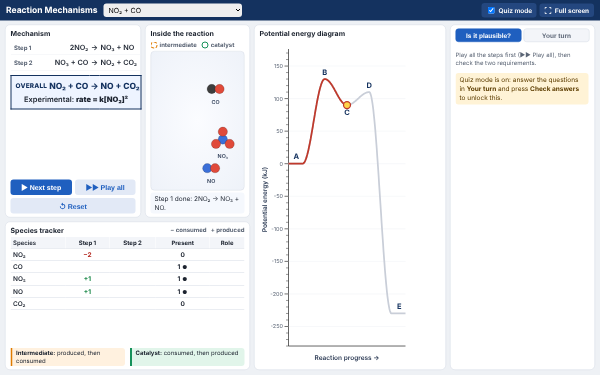 Reaction Mechanisms
NO₂ + CO
Quiz mode
Full screen
Mechanism
Step 1 2NO₂ → NO₃ + NO
Step 2 NO₃ + CO → NO₂ + CO₂
OVERALL NO₂ + CO → NO + CO₂
Experimental: rate = k[NO₂]²
▶ Next step
▶▶ Play all
Reset
Inside the reaction
intermediate catalyst
CO
NO₃
NO
Step 1 done: 2NO₂ → NO₃ +
NO.
Species tracker
− consumed + produced
Species Step 1 Step 2 Present Role
NO₂ −2 0
CO 1
NO₃ +1 1
NO +1 1
CO₂ 0
Intermediate: produced, then
consumed
Catalyst: consumed, then produced
Potential energy diagram
Potential energy (kJ)
150
100
50
0
-50
-100
-150
-200
-250
A
B
C
D
E
Reaction progress →
Is it plausible?
Your turn
Play all the steps first (▶▶ Play all), then
check the two requirements.
Quiz mode is on: answer the questions
in Your turn and press Check answers
to unlock this.